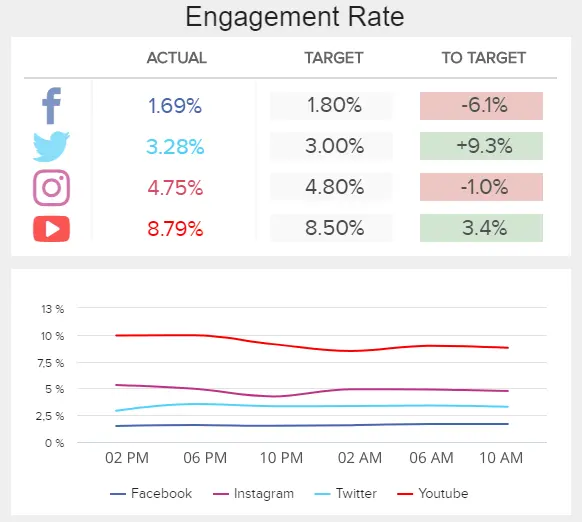 Engagement Rate
ACTUAL TARGET TO TARGET
1.69% 1.80% -6.1%
3.28% 3.00% +9.3%
4.75% 4.80% -1.0%
8.79% 8.50% 3.4%
13 %
10 %
7,5 %
5 %
2,5 %
0 %
02 PM 06 PM 10 PM 02 AM 06 AM 10 AM
Facebook Instagram Twitter Youtube